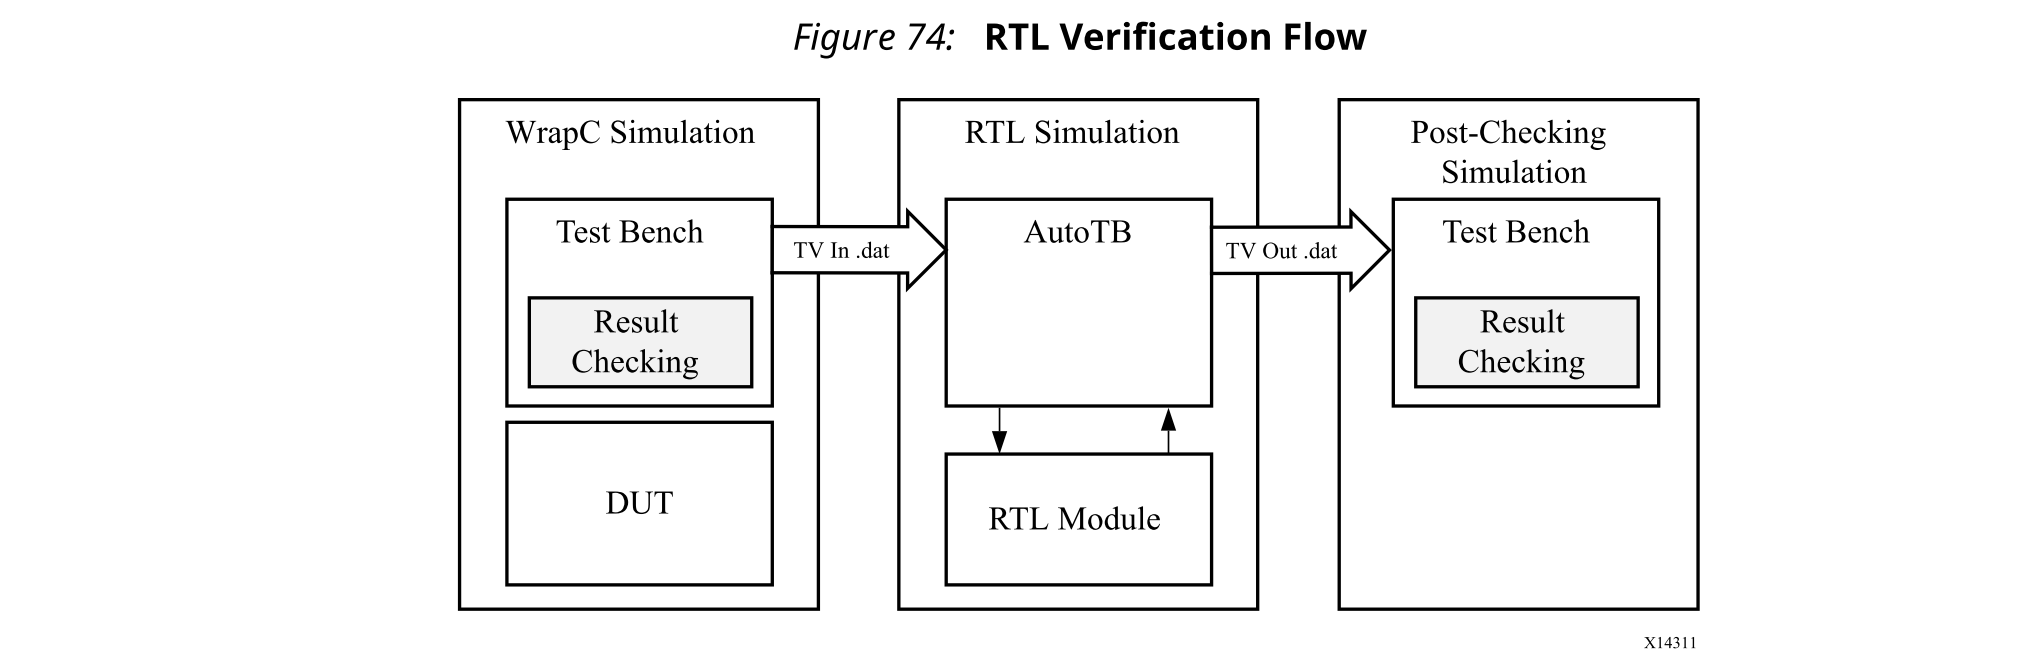 Figure 74: RTL Verification Flow
WrapC Simulation
Test Bench
Result
Checking
DUT
TV In .dat
RTL Simulation
AutoTB
RTL Module
TV Out .dat
Post-Checking
Simulation
Test Bench
Result
Checking
X14311